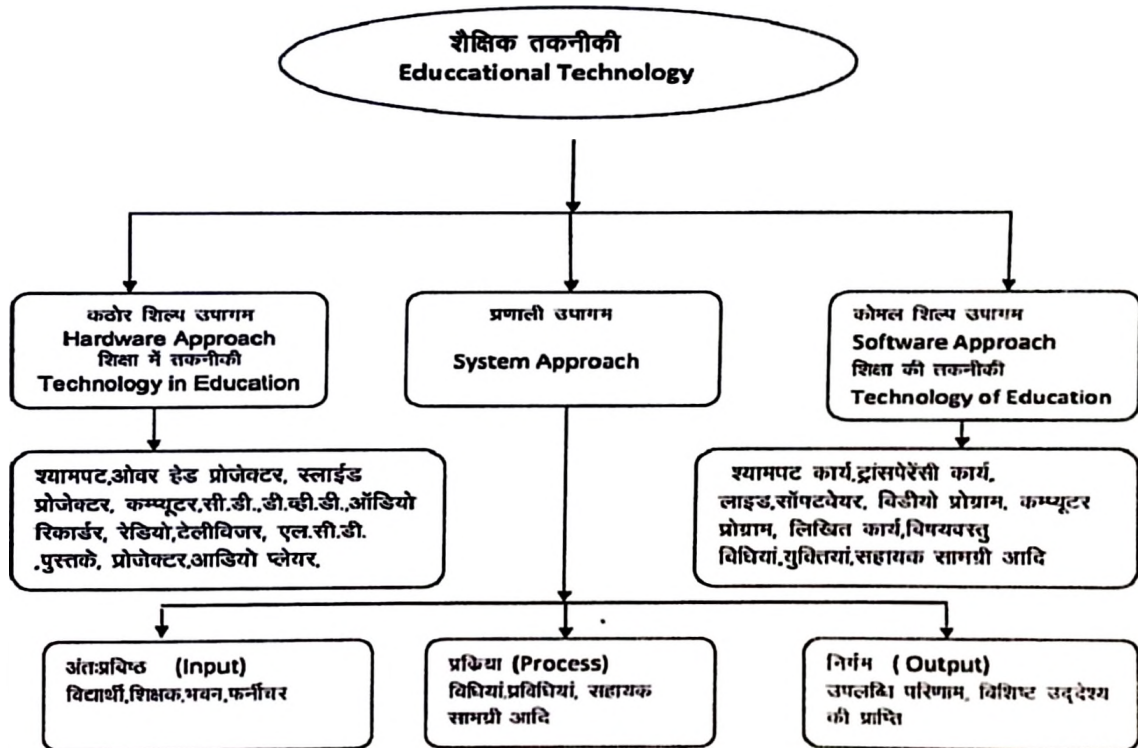 शैक्षिक तकनीकी
Educcational Technology
कठोर शिल्प उपागम
Hardware Approach
शिक्षा में तकनीकी
Technology in Education
प्रणाली उपागम
System Approach
कोमल शिल्प उपागम
Software Approach
शिक्षा की तकनीकी
Technology of Education
श्यामपट,ओवर हेड प्रोजेक्टर, स्लाईड
प्रोजेक्टर, कम्प्यूटर,सी.डी.,डी.व्ही.डी.,ऑडियो
रिकार्डर, रेडियो,टेलीविजर, एल.सी.डी.
,पुस्तके, प्रोजेक्टर,आडियो प्लेयर,
श्यामपट कार्य,ट्रांसपेरेंसी कार्य,
लाइड,सॉफ्टवेयर, विडीयो प्रोग्राम, कम्प्यूटर
प्रोग्राम, लिखित कार्य,विषयवस्तु
विधियां,युक्तियां,सहायक सामग्री आदि
अंतःप्रविष्ठ (Input)
विद्यार्थी,शिक्षक,भवन,फर्नीचर
प्रकिया (Process)
विधियां,प्रविधियां, सहायक
सामग्री आदि
निर्गम ( Output)
उपलब्धि परिणाम, विशिष्ट उद्देश्य
की प्राप्ति